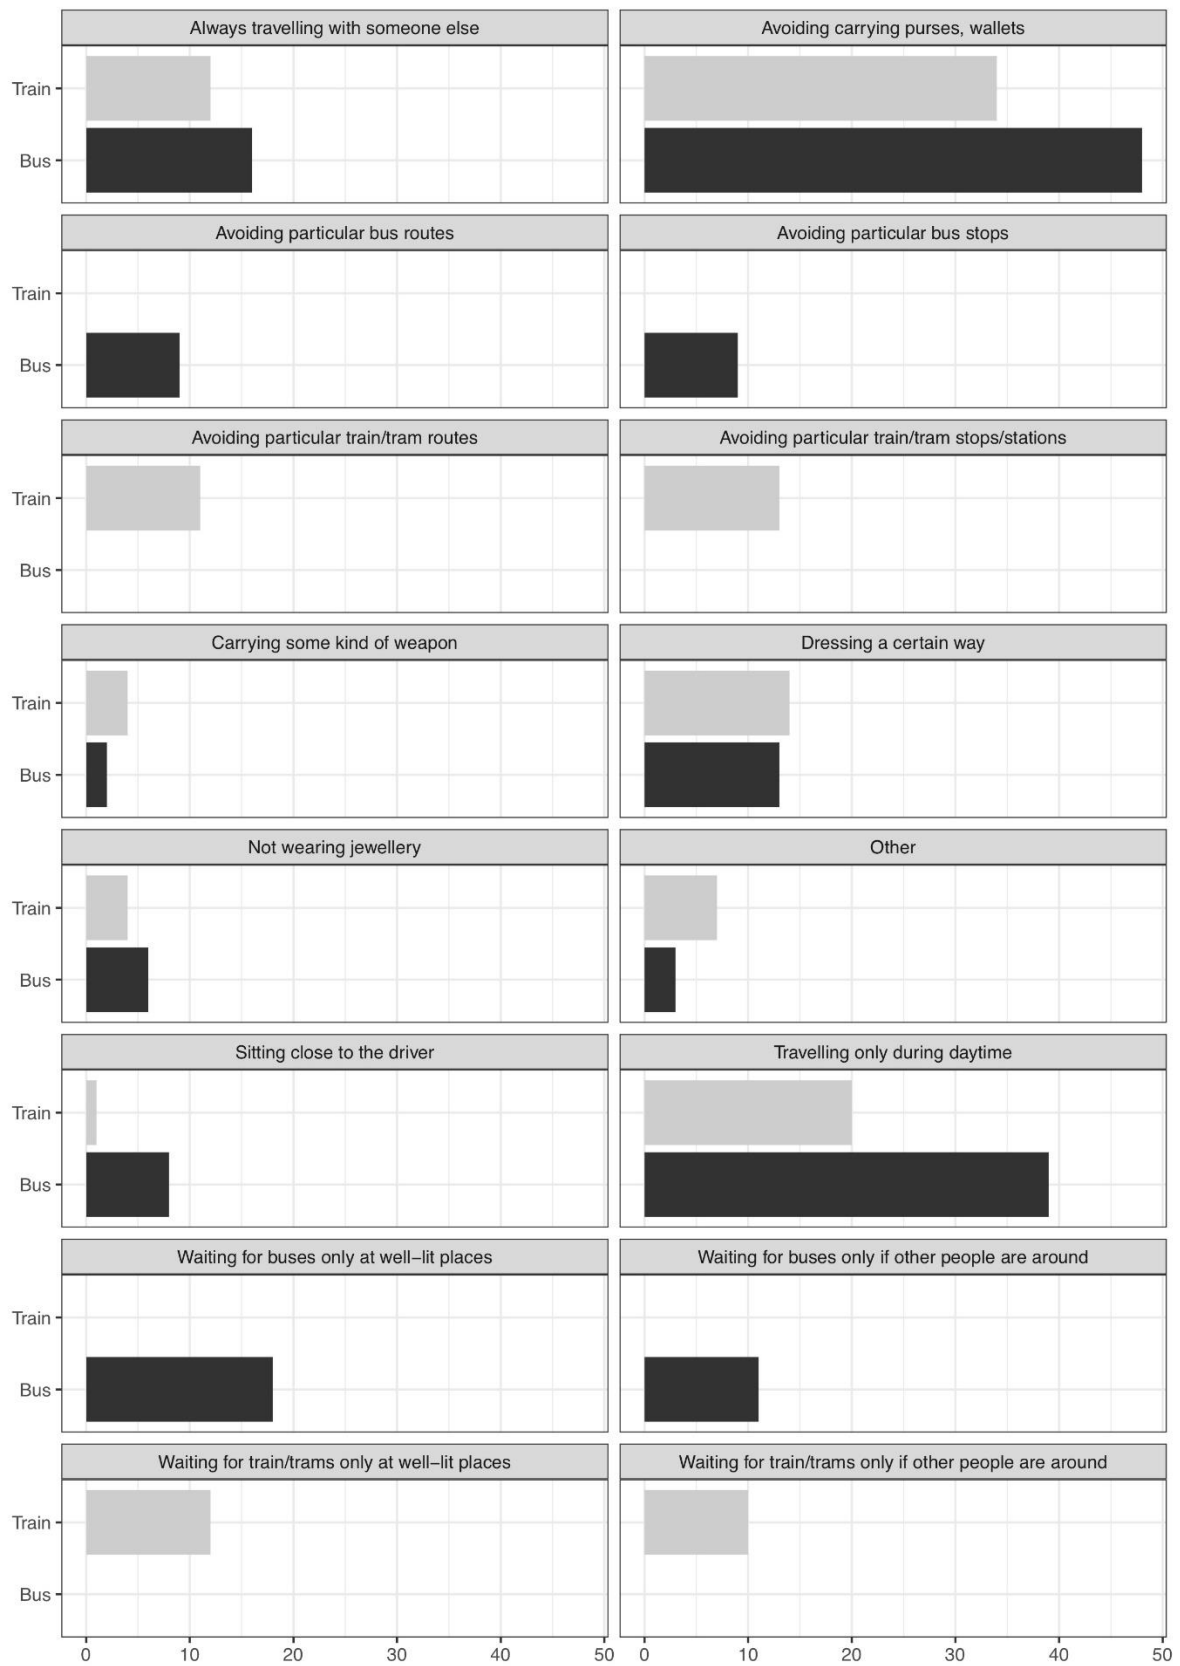 Always travelling with someone else
Avoiding carrying purses, wallets
Train
Bus
Avoiding particular bus routes
Avoiding particular bus stops
Train
Bus
Avoiding particular train/tram routes
Avoiding particular train/tram stops/stations
Train
Bus
Carrying some kind of weapon
Dressing a certain way
Train
Bus
Not wearing jewellery
Other
Train
Bus
Sitting close to the driver
Travelling only during daytime
Train
Bus
Waiting for buses only at well–lit places
Waiting for buses only if other people are around
Train
Bus
Waiting for train/trams only at well–lit places
Waiting for train/trams only if other people are around
Train
Bus
0 10 20 30 40 50
0 10 20 30 40 50